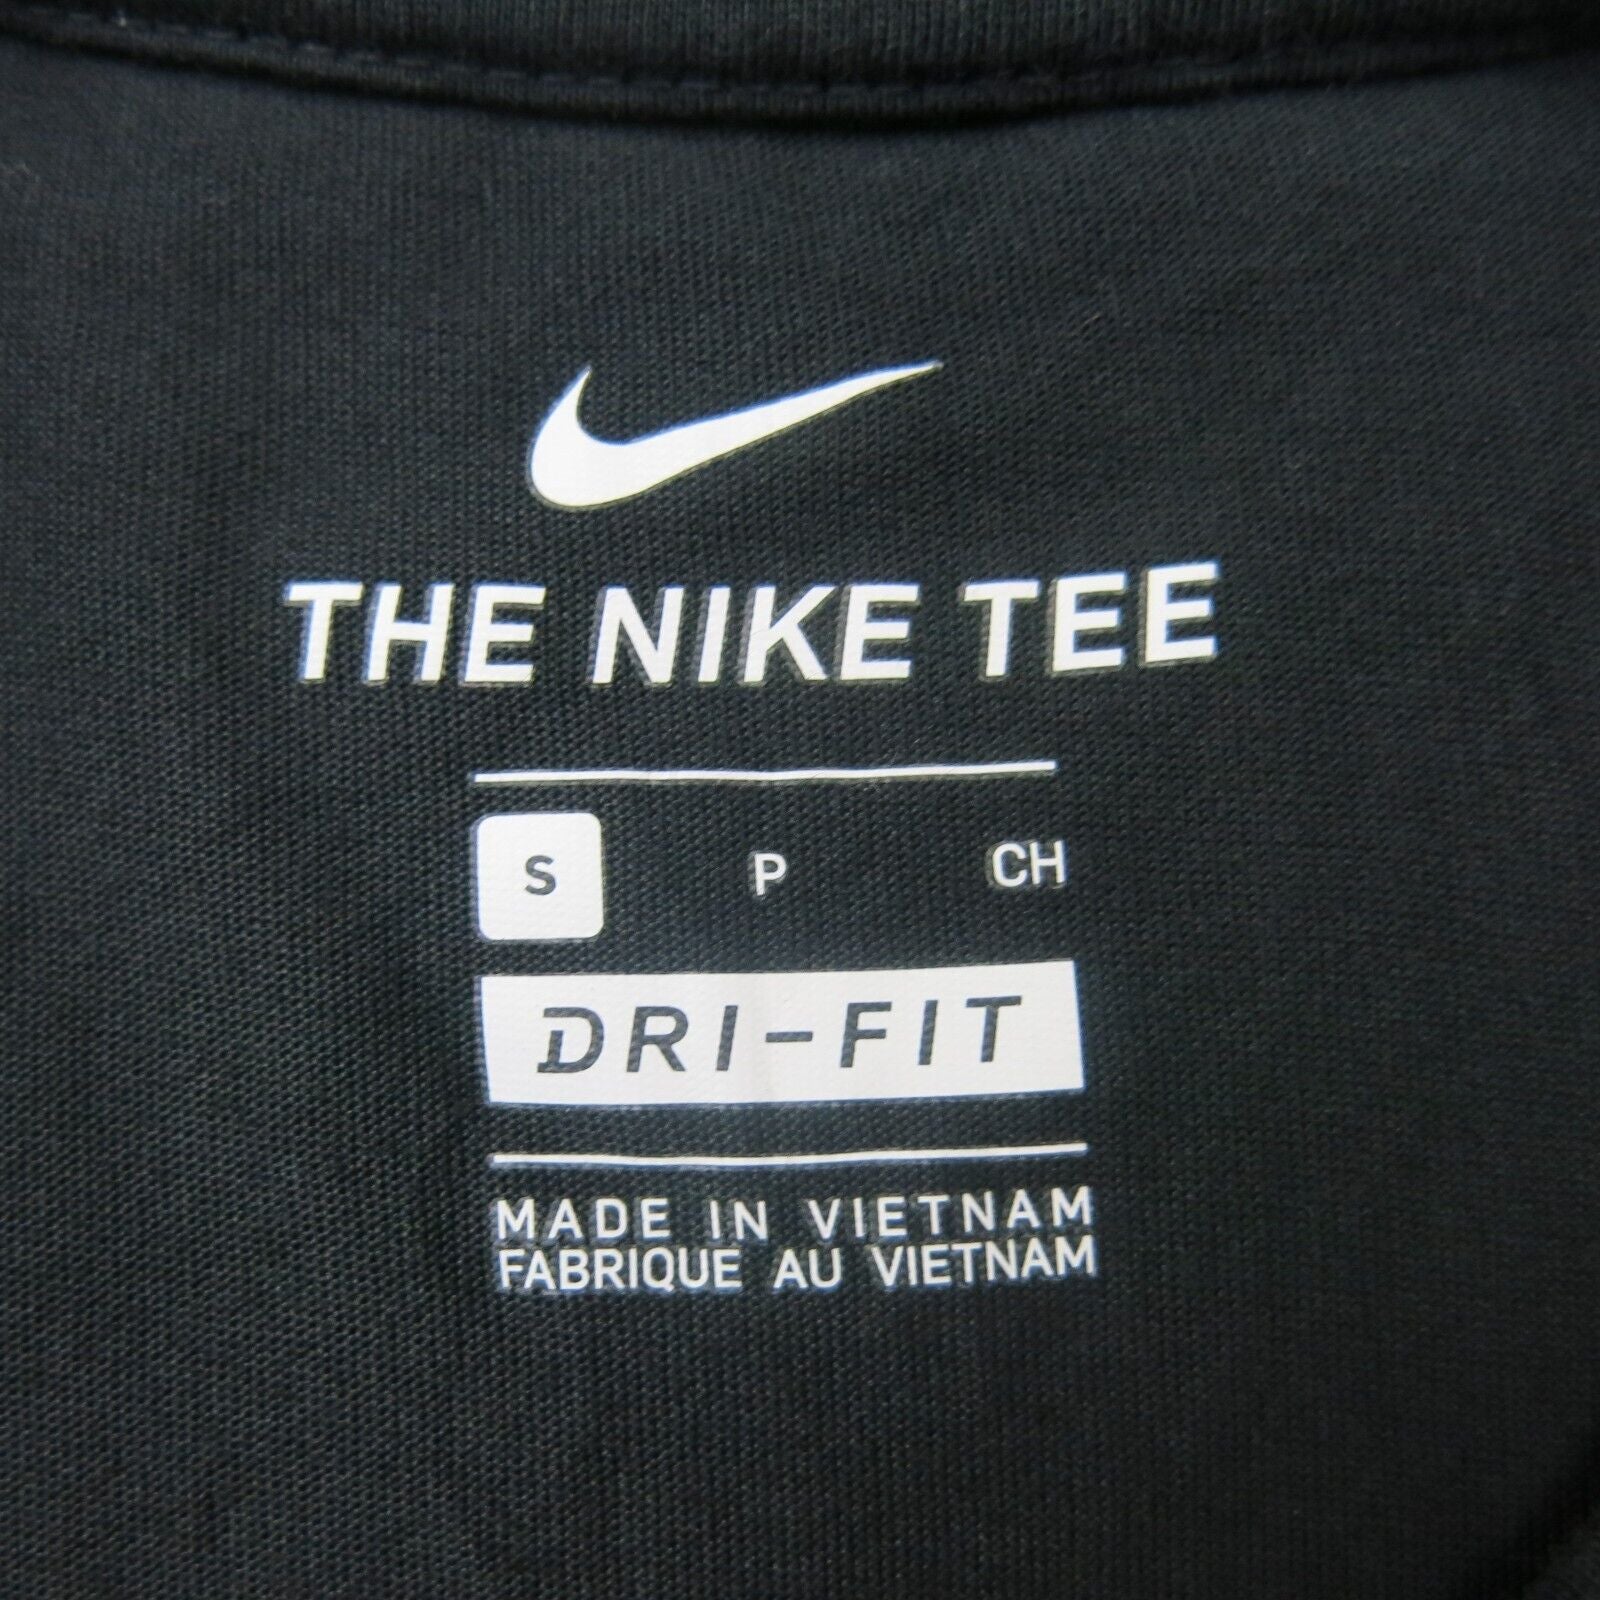 THE NIKE TEE
S P CH
DRI-FIT
MADE IN VIETNAM
FABRIQUE AU VIETNAM